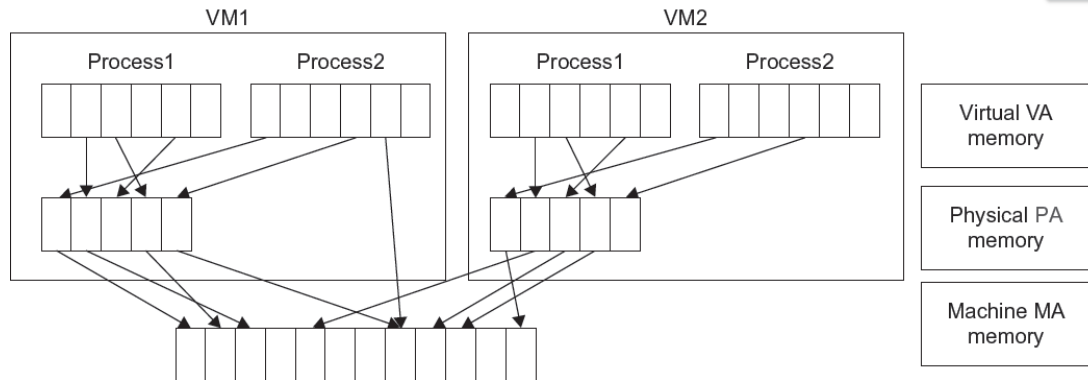 VM1
VM2
Process1
Process2
Process1
Process2
Virtual VA
memory
Physical PA
memory
Machine MA
memory